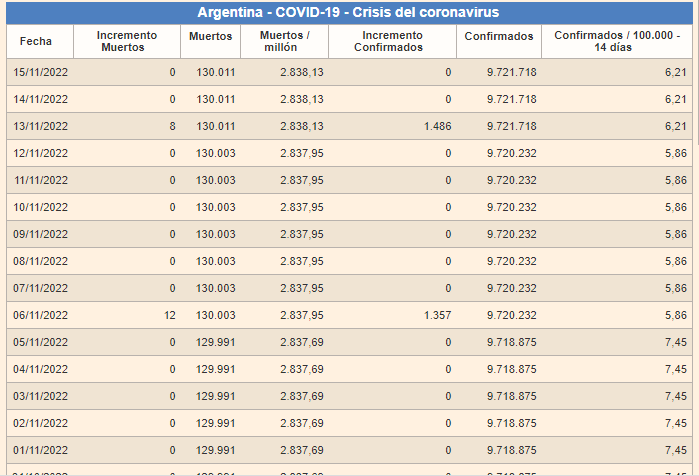 Argentina - COVID-19 - Crisis del coronavirus
Fecha Incremento Muertos Muertos Muertos / millón Incremento Confirmados Confirmados Confirmados / 100.000 - 14 días
15/11/2022 0 130.011 2.838,13 0 9.721.718 6,21
14/11/2022 0 130.011 2.838,13 0 9.721.718 6,21
13/11/2022 8 130.011 2.838,13 1.486 9.721.718 6,21
12/11/2022 0 130.003 2.837,95 0 9.720.232 5,86
11/11/2022 0 130.003 2.837,95 0 9.720.232 5,86
10/11/2022 0 130.003 2.837,95 0 9.720.232 5,86
09/11/2022 0 130.003 2.837,95 0 9.720.232 5,86
08/11/2022 0 130.003 2.837,95 0 9.720.232 5,86
07/11/2022 0 130.003 2.837,95 0 9.720.232 5,86
06/11/2022 12 130.003 2.837,95 1.357 9.720.232 5,86
05/11/2022 0 129.991 2.837,69 0 9.718.875 7,45
04/11/2022 0 129.991 2.837,69 0 9.718.875 7,45
03/11/2022 0 129.991 2.837,69 0 9.718.875 7,45
02/11/2022 0 129.991 2.837,69 0 9.718.875 7,45
01/11/2022 0 129.991 2.837,69 0 9.718.875 7,45